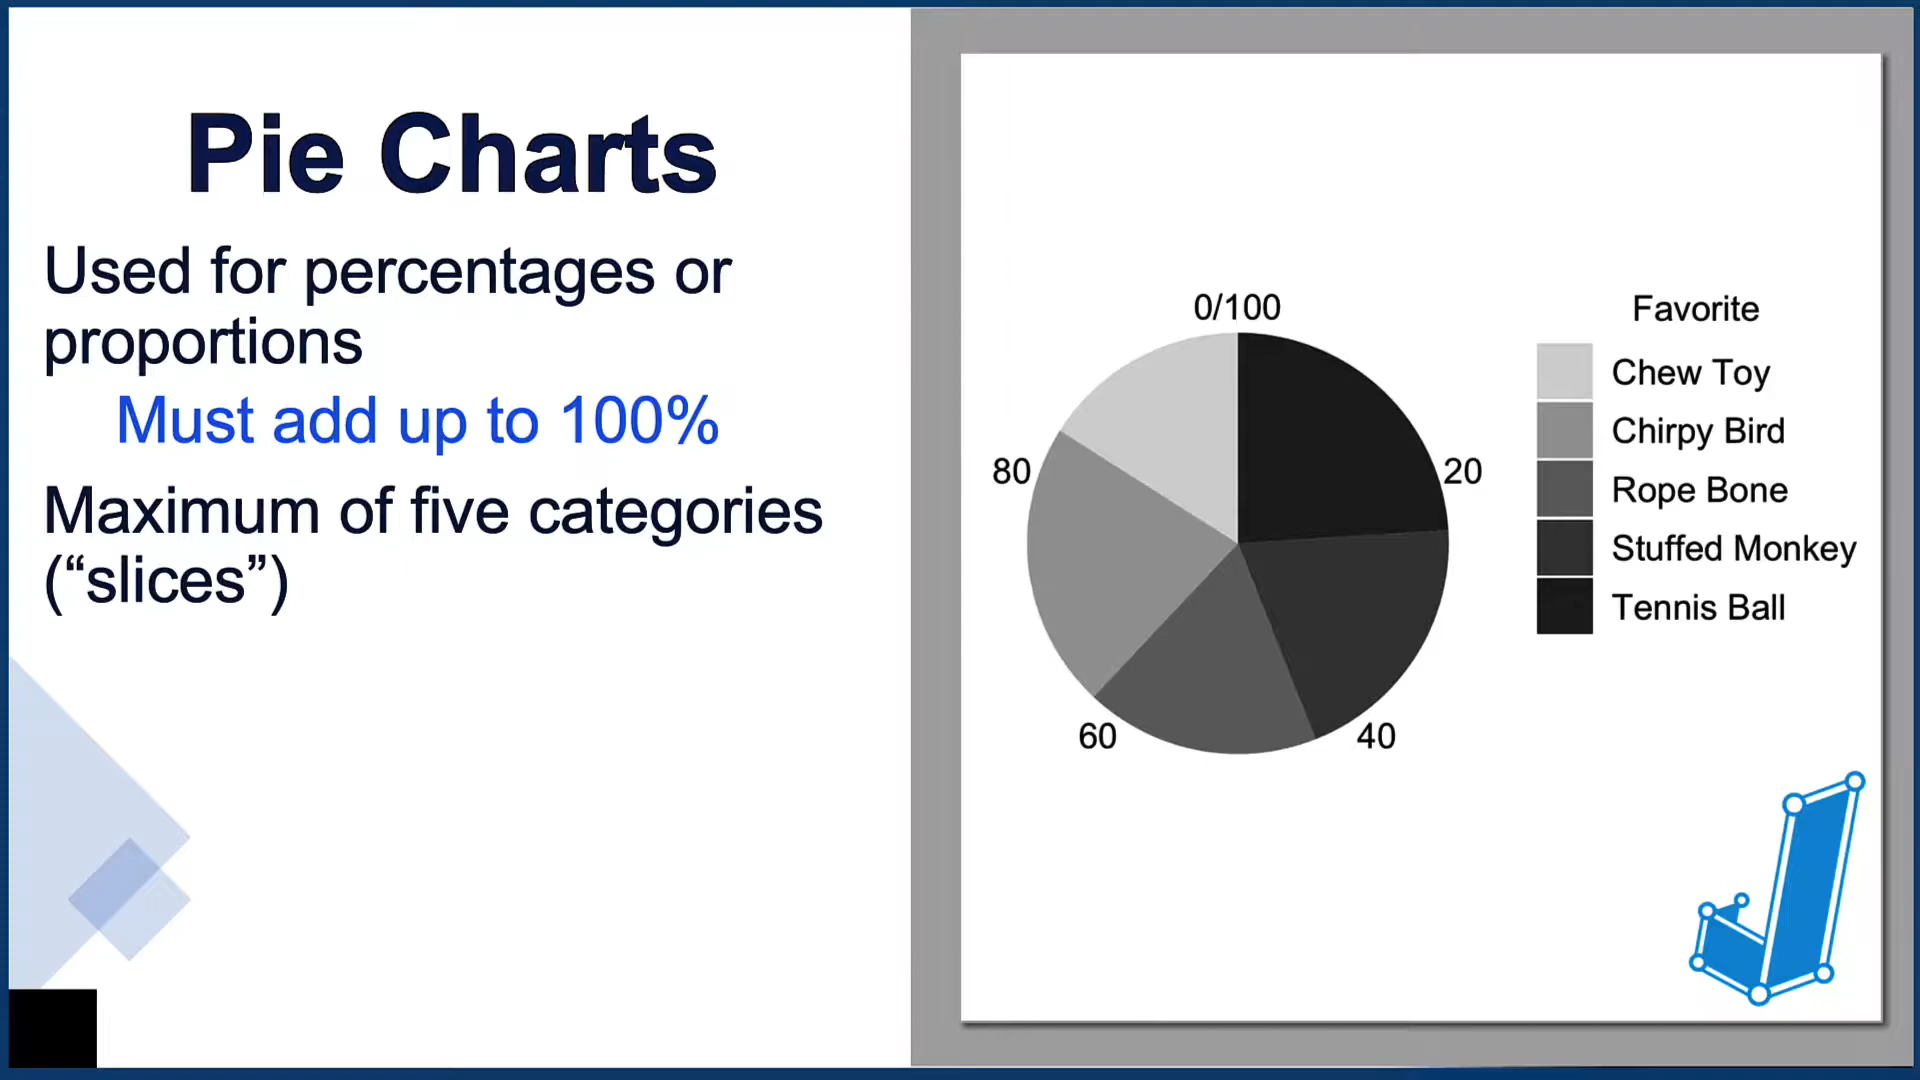 Pie Charts
Used for percentages or
proportions
Must add up to 100%
Maximum of five categories
(“slices”)
0/100
20
40
60
80
Favorite
Chew Toy
Chirpy Bird
Rope Bone
Stuffed Monkey
Tennis Ball